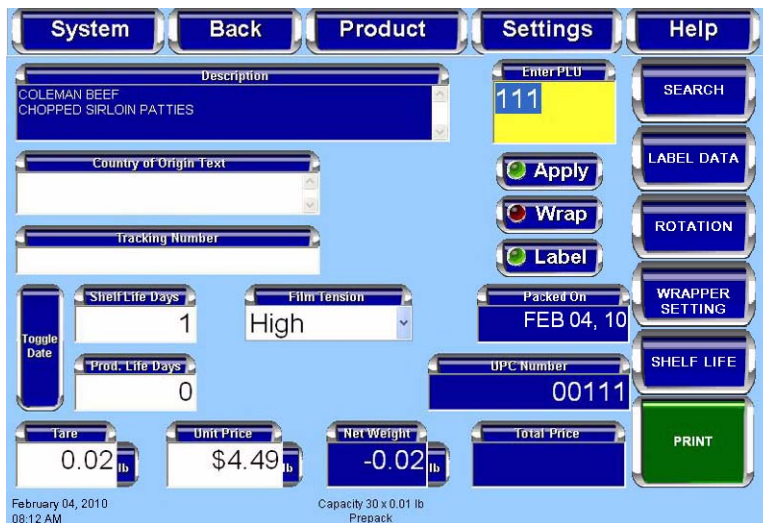 System Back Product Settings Help
Description
COLEMAN BEEF
CHOPPED SIRLOIN PATTIES
Enter PLU
111
SEARCH
Country of Origin Text
Apply
LABEL DATA
Wrap
Tracking Number
ROTATION
Label
Toggle
Date
Shelf Life Days
1
Film Tension
High
Packed On
FEB 04, 10
WRAPPER
SETTING
Prod. Life Days
0
UPC Number
00111
SHELF LIFE
Tare
0.02 lb
Unit Price
$4.49 lb
Net Weight
-0.02 lb
Total Price
PRINT
February 04, 2010
08:12 AM
Capacity 30 x 0.01 lb
Prepack